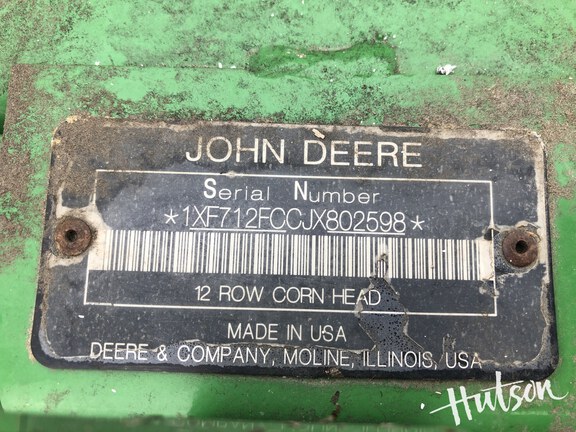 JOHN DEERE
Serial Number
*1XF712FCCJX802598*
12 ROW CORN HEAD
MADE IN USA
DEERE & COMPANY, MOLINE, ILLINOIS, USA
Hutson